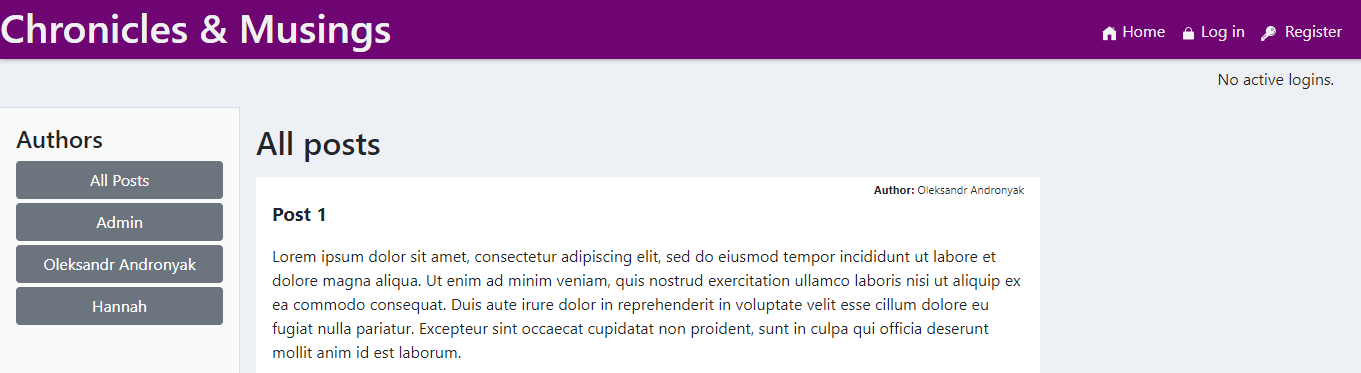 Chronicles & Musings
Home Log in Register
No active logins.
Authors
All Posts
Admin
Oleksandr Andronyak
Hannah
All posts
Author: Oleksandr Andronyak
Post 1
Lorem ipsum dolor sit amet, consectetur adipiscing elit, sed do eiusmod tempor incididunt ut labore et
dolore magna aliqua. Ut enim ad minim veniam, quis nostrud exercitation ullamco laboris nisi ut aliquip ex
ea commodo consequat. Duis aute irure dolor in reprehenderit in voluptate velit esse cillum dolore eu
fugiat nulla pariatur. Excepteur sint occaecat cupidatat non proident, sunt in culpa qui officia deserunt
mollit anim id est laborum.